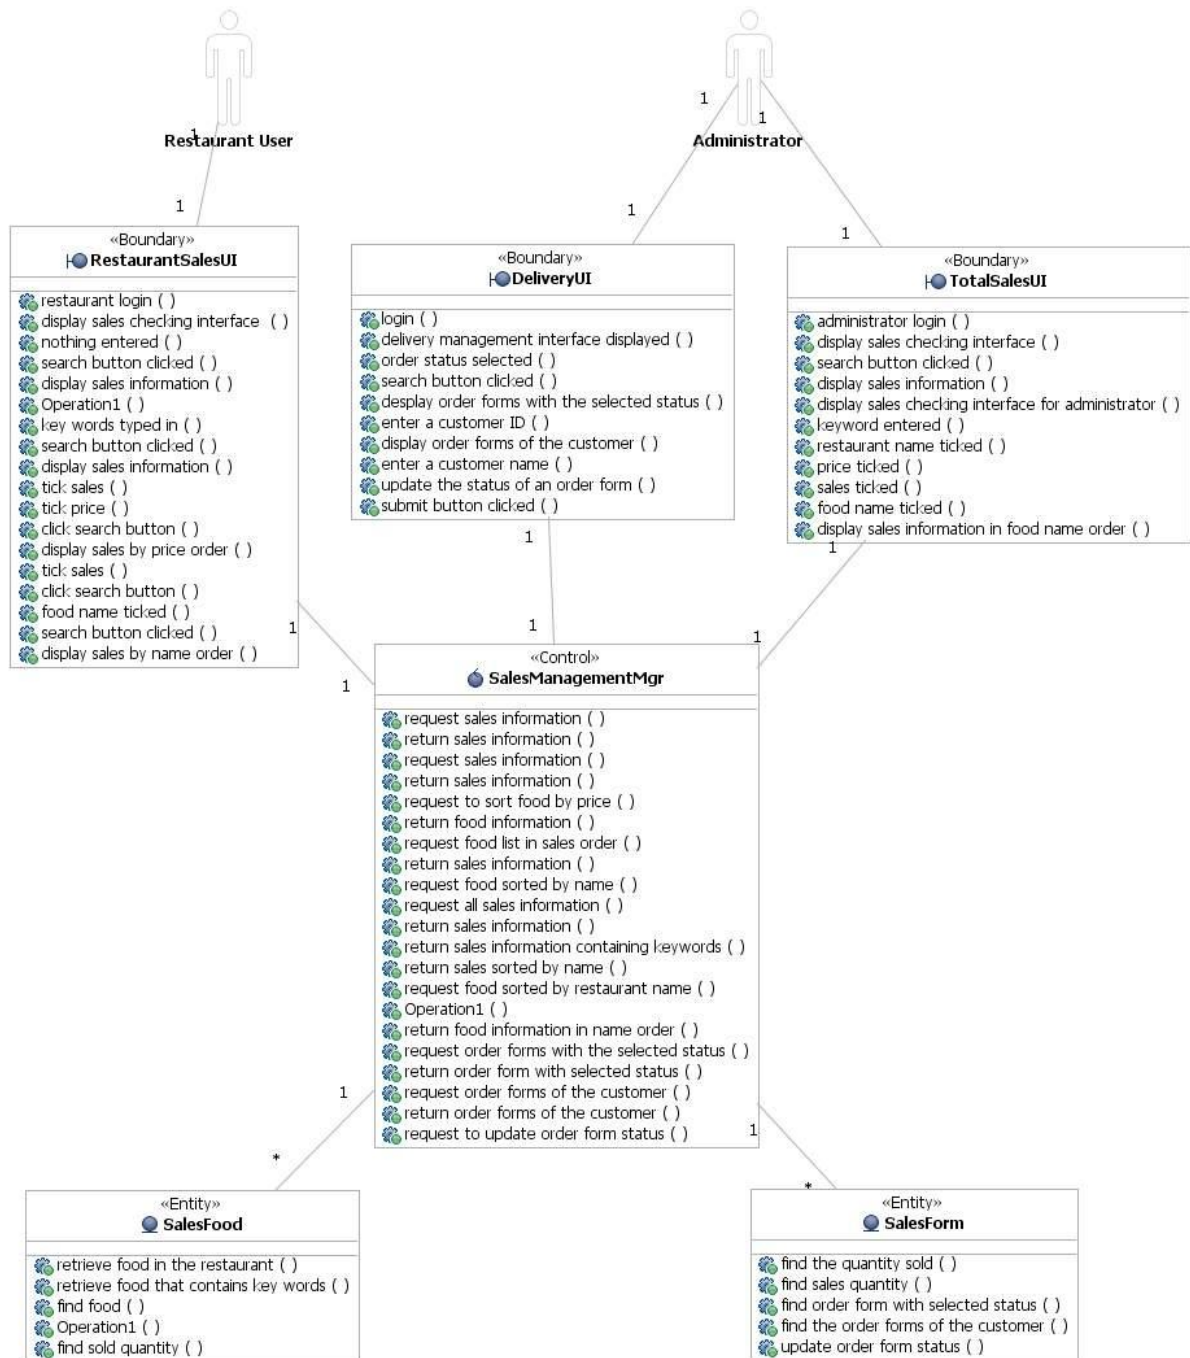 Restaurant User
Administrator
1
1
1
1
1
1
«Boundary»
RestaurantSalesUI
restaurant login ( )
display sales checking interface ( )
nothing entered ( )
search button clicked ( )
display sales information ( )
Operation1 ( )
key words typed in ( )
search button clicked ( )
display sales information ( )
tick sales ( )
tick price ( )
click search button ( )
display sales by price order ( )
tick sales ( )
click search button ( )
food name ticked ( )
search button clicked ( )
display sales by name order ( )
«Boundary»
DeliveryUI
login ( )
delivery management interface displayed ( )
order status selected ( )
search button clicked ( )
desplay order forms with the selected status ( )
enter a customer ID ( )
display order forms of the customer ( )
enter a customer name ( )
update the status of an order form ( )
submit button clicked ( )
«Boundary»
TotalSalesUI
administrator login ( )
display sales checking interface ( )
search button clicked ( )
display sales information ( )
display sales checking interface for administrator ( )
keyword entered ( )
restaurant name ticked ( )
price ticked ( )
sales ticked ( )
food name ticked ( )
display sales information in food name order ( )
1
1
1
1
1
1
«Control»
SalesManagementMgr
request sales information ( )
return sales information ( )
request sales information ( )
return sales information ( )
request to sort food by price ( )
return food information ( )
request food list in sales order ( )
return sales information ( )
request food sorted by name ( )
request all sales information ( )
return sales information ( )
return sales information containing keywords ( )
return sales sorted by name ( )
request food sorted by restaurant name ( )
Operation1 ( )
return food information in name order ( )
request order forms with the selected status ( )
return order form with selected status ( )
request order forms of the customer ( )
return order forms of the customer ( )
request to update order form status ( )
1
1
*
*
«Entity»
SalesFood
retrieve food in the restaurant ( )
retrieve food that contains key words ( )
find food ( )
Operation1 ( )
find sold quantity ( )
«Entity»
SalesForm
find the quantity sold ( )
find sales quantity ( )
find order form with selected status ( )
find the order forms of the customer ( )
update order form status ( )